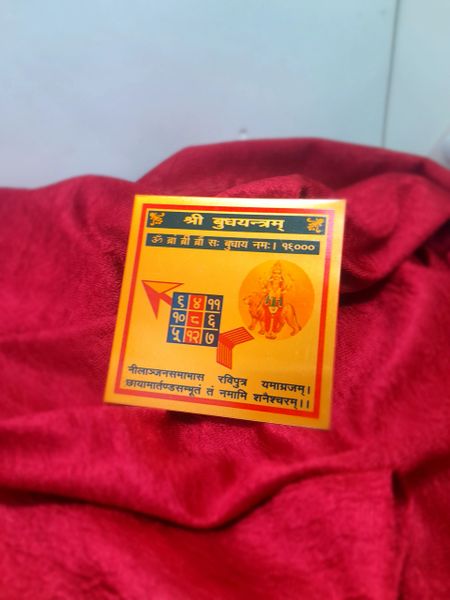 श्री बुधयन्त्रम्
ॐ ब्रां ब्रीं ब्रौं सः बुधाय नमः। १६०००
९ ४ ११
१० ८ ६
५ १२ ७
नीलाञ्जनसमाभास रविपुत्र यमाग्रजम्।
छायामार्तण्डसम्भूतं तं नमामि शनैश्चरम्।।